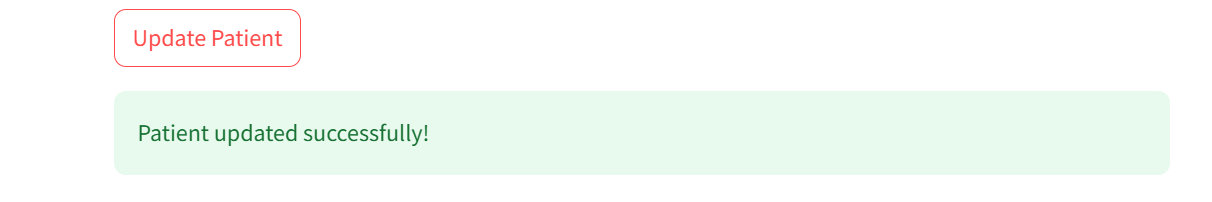 Update Patient
Patient updated successfully!